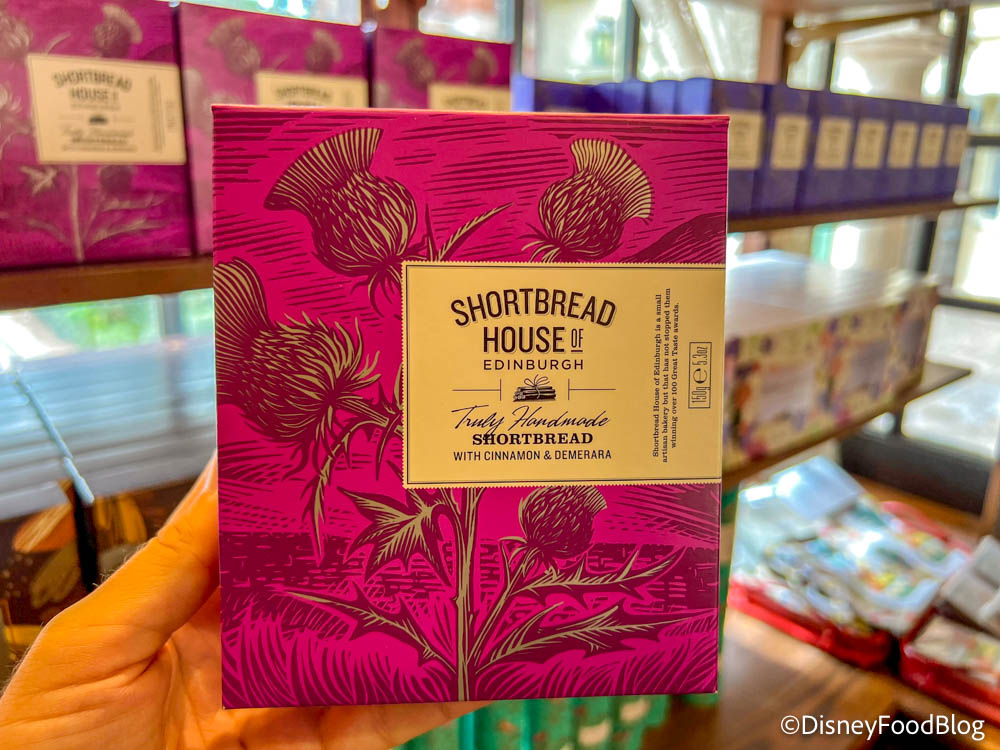 SHORTBREAD
HOUSE OF
SHORTBREAD
HOUSE OF
EDINBURGH
Truly Handmade
SHORTBREAD
WITH CINNAMON & DEMERARA
Shortbread House of Edinburgh is a small
artisan bakery but that has not stopped them
winning over 100 Great Taste awards.
150g e 5.3oz
©DisneyFoodBlog